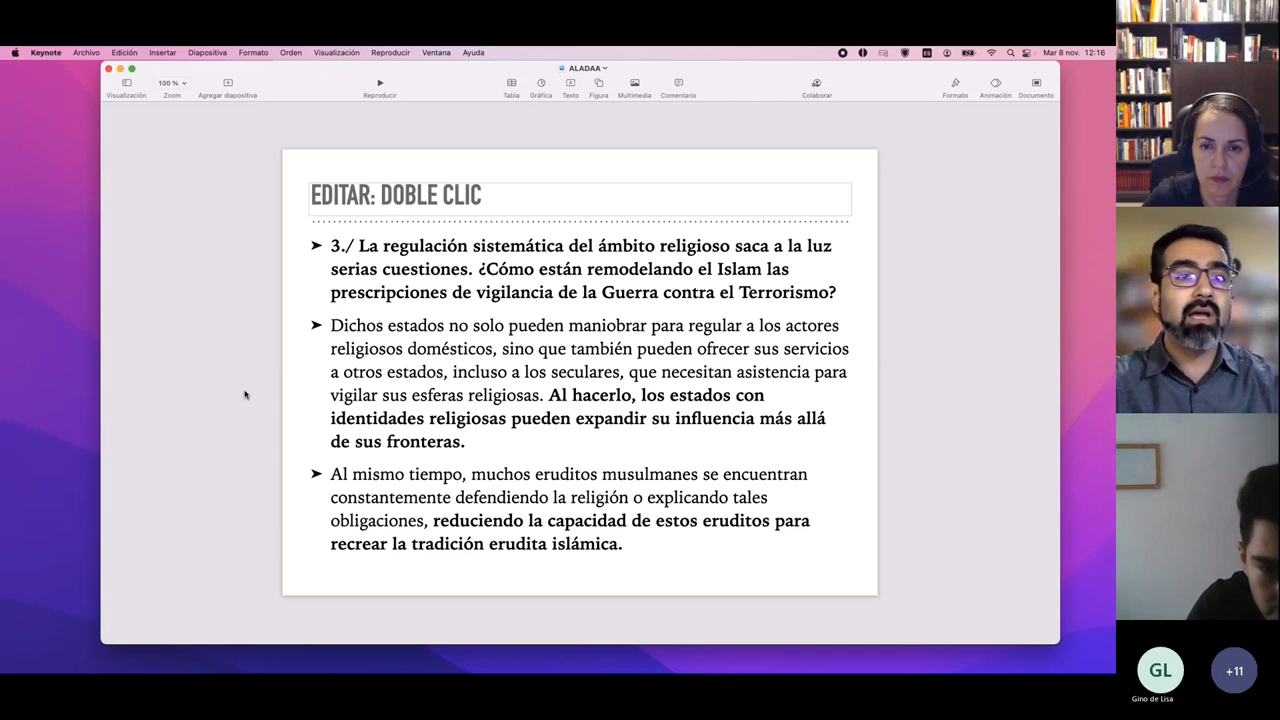 Keynote Archivo Edición Insertar Diapositiva Formato Orden Visualización Reproducir Ventana Ayuda
ES
Mar 8 nov. 12:16
ALADAA
100 %
Visualización Zoom Agregar diapositiva Reproducir Tabla Gráfica Texto Figura Multimedia Comentario Colaborar Formato Animación Documento
EDITAR: DOBLE CLIC
➤ 3./ La regulación sistemática del ámbito religioso saca a la luz
serias cuestiones. ¿Cómo están remodelando el Islam las
prescripciones de vigilancia de la Guerra contra el Terrorismo?
➤ Dichos estados no solo pueden maniobrar para regular a los actores
religiosos domésticos, sino que también pueden ofrecer sus servicios
a otros estados, incluso a los seculares, que necesitan asistencia para
vigilar sus esferas religiosas. Al hacerlo, los estados con
identidades religiosas pueden expandir su influencia más allá
de sus fronteras.
➤ Al mismo tiempo, muchos eruditos musulmanes se encuentran
constantemente defendiendo la religión o explicando tales
obligaciones, reduciendo la capacidad de estos eruditos para
recrear la tradición erudita islámica.
GL
+11
Gino de Lisa